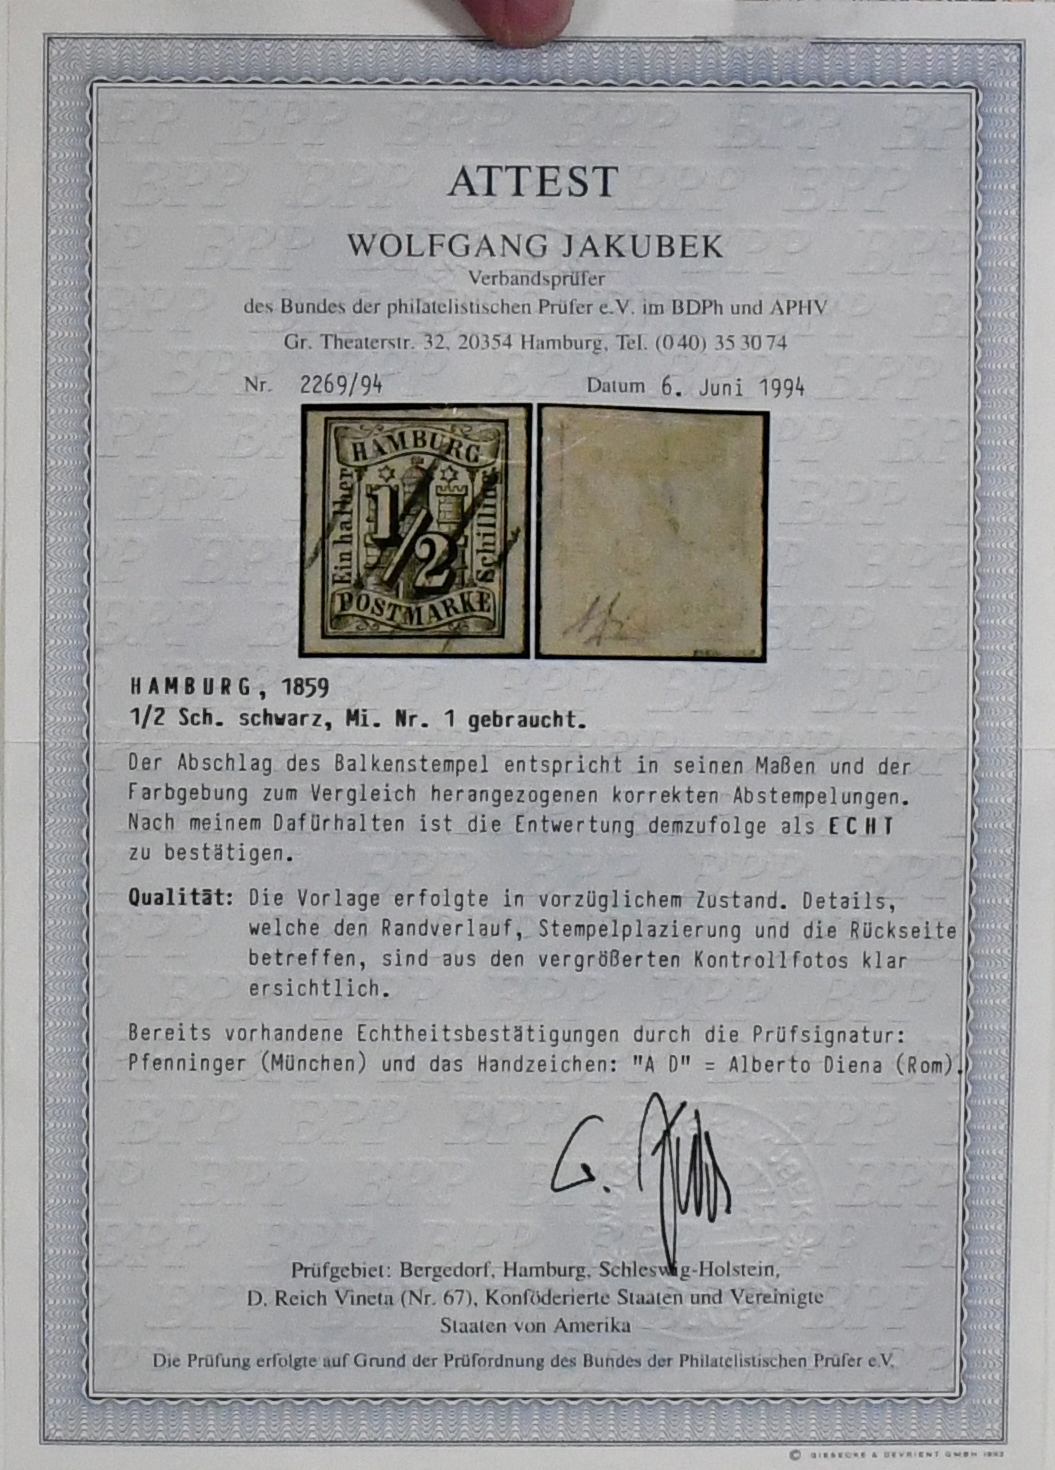 ATTEST
WOLFGANG JAKUBEK
Verbandsprüfer
des Bundes der philatelistischen Prüfer e.V. im BDPh und APHV
Gr. Theaterstr. 32, 20354 Hamburg, Tel. (0 40) 35 30 74
Nr. 2269/94 Datum 6. Juni 1994
HAMBURG
Ein halber
1/2
Schilling
POSTMARKE
HAMBURG, 1859
1/2 Sch. schwarz, Mi. Nr. 1 gebraucht.
Der Abschlag des Balkenstempel entspricht in seinen Maßen und der
Farbgebung zum Vergleich herangezogenen korrekten Abstempelungen.
Nach meinem Dafürhalten ist die Entwertung demzufolge als ECHT
zu bestätigen.
Qualität: Die Vorlage erfolgte in vorzüglichem Zustand. Details,
welche den Randverlauf, Stempelplazierung und die Rückseite
betreffen, sind aus den vergrößerten Kontrollfotos klar
ersichtlich.
Bereits vorhandene Echtheitsbestätigungen durch die Prüfsignatur:
Pfenninger (München) und das Handzeichen: "A D" = Alberto Diena (Rom).
Prüfgebiet: Bergedorf, Hamburg, Schleswig-Holstein,
D. Reich Vineta (Nr. 67), Konföderierte Staaten und Vereinigte
Staaten von Amerika
Die Prüfung erfolgte auf Grund der Prüfordnung des Bundes der Philatelistischen Prüfer e.V.
© GIESECKE & DEVRIENT GMBH 1992